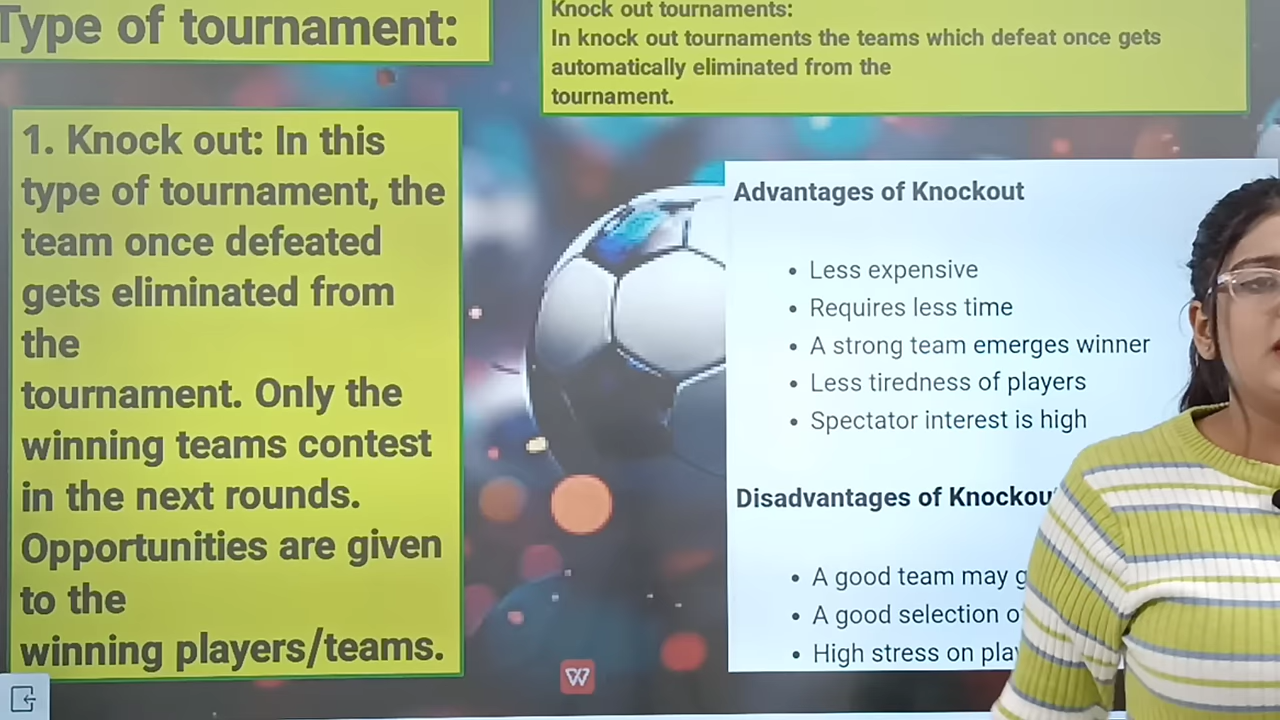 Type of tournament:
1. Knock out: In this
type of tournament, the
team once defeated
gets eliminated from
the
tournament. Only the
winning teams contest
in the next rounds.
Opportunities are given
to the
winning players/teams.
Knock out tournaments:
In knock out tournaments the teams which defeat once gets
automatically eliminated from the
tournament.
Advantages of Knockout
• Less expensive
• Requires less time
• A strong team emerges winner
• Less tiredness of players
• Spectator interest is high
Disadvantages of Knockout
• A good team may
• A good selection
• High stress on